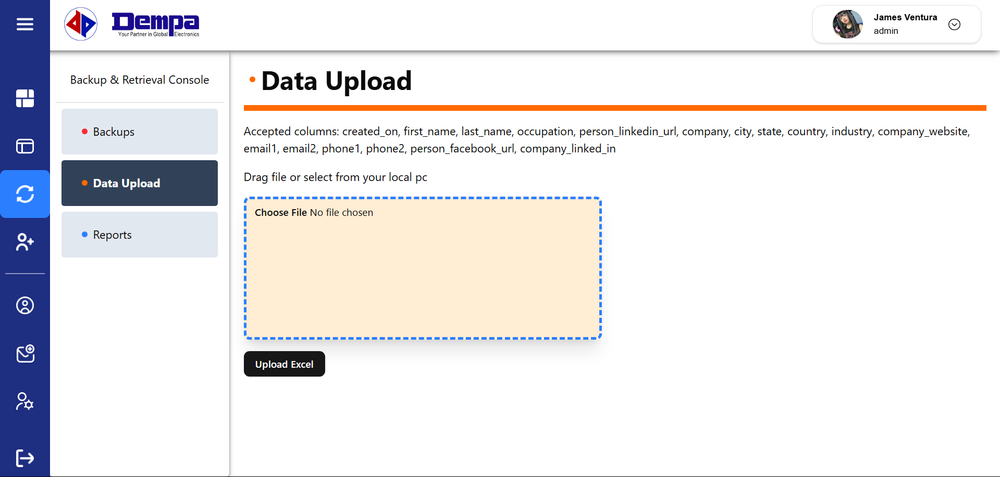 Dempa
Your Partner in Global Electronics
James Ventura
admin
Backup & Retrieval Console
Backups
Data Upload
Reports
Data Upload
Accepted columns: created_on, first_name, last_name, occupation, person_linkedin_url, company, city, state, country, industry, company_website,
email1, email2, phone1, phone2, person_facebook_url, company_linked_in
Drag file or select from your local pc
Choose File No file chosen
Upload Excel